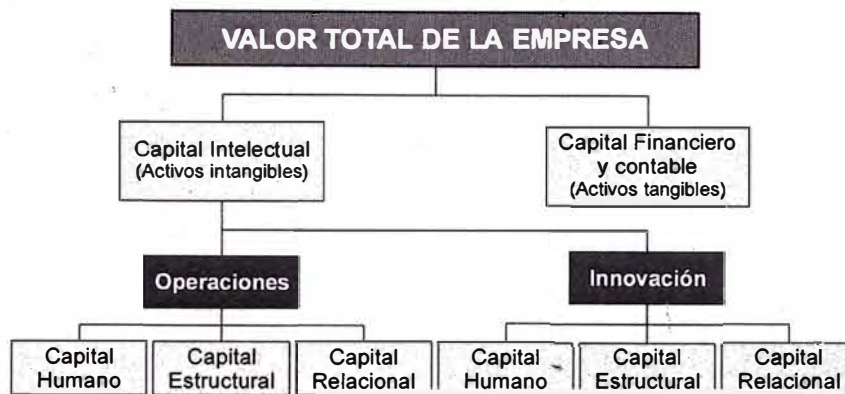 VALOR TOTAL DE LA EMPRESA
Capital Intelectual
(Activos intangibles)
Capital Financiero
y contable
(Activos tangibles)
Operaciones
Innovación
Capital
Humano
Capital
Estructural
Capital
Relacional
Capital
Humano
Capital
Estructural
Capital
Relacional